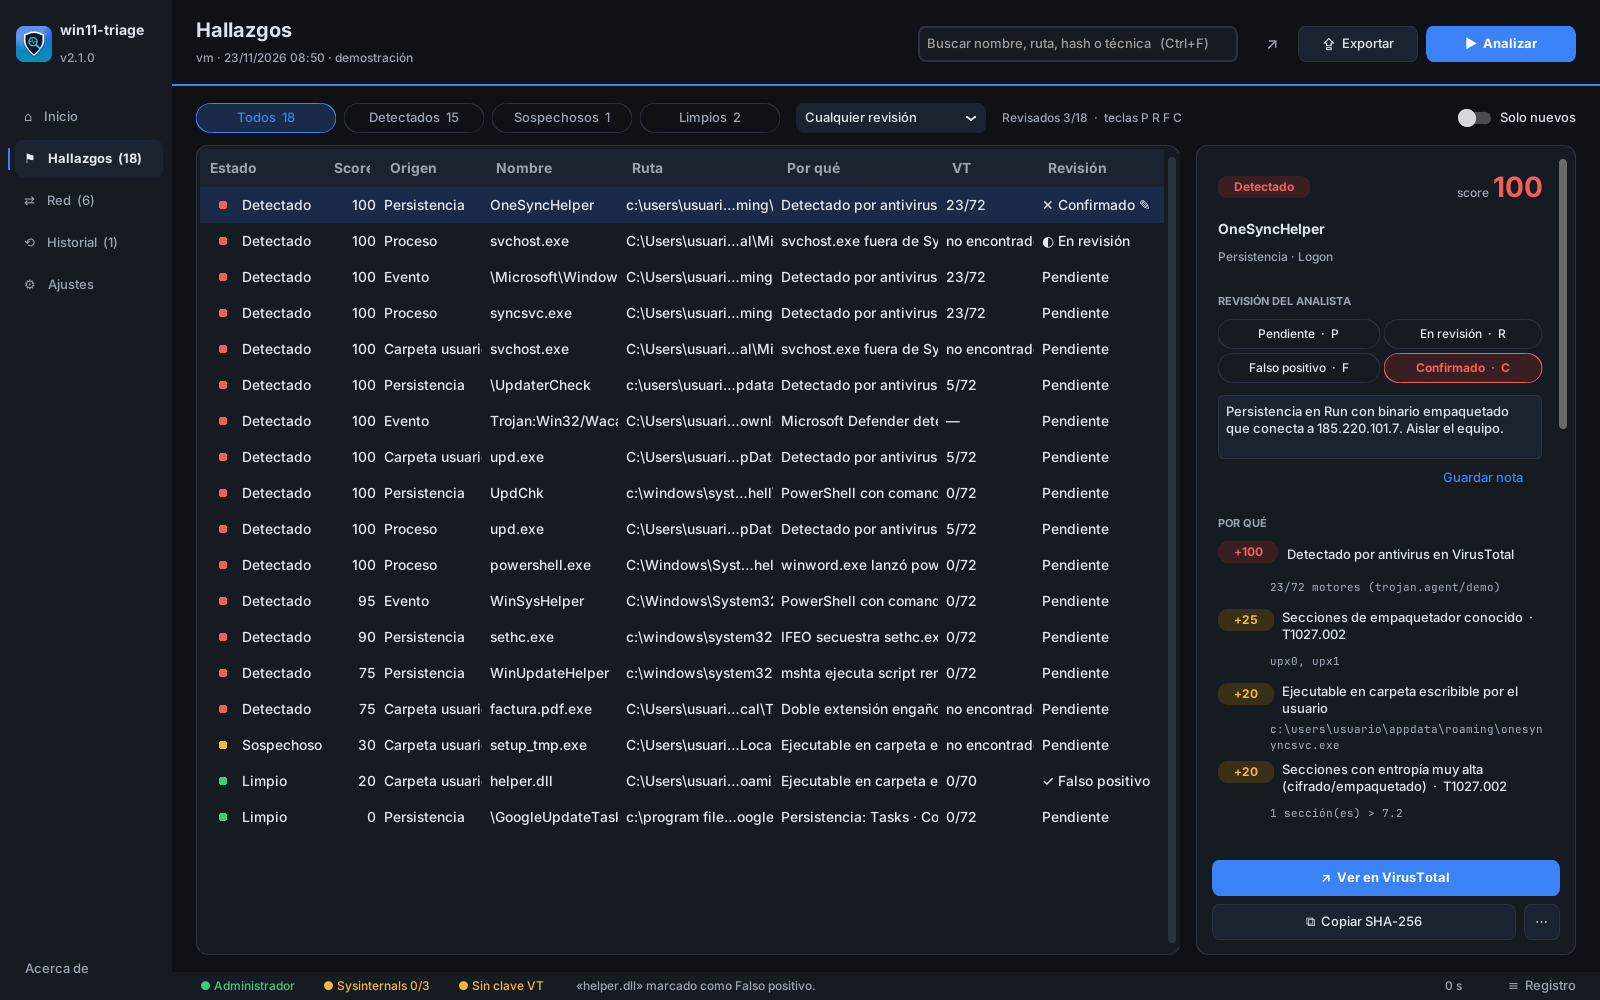 win11-triage
v2.1.0
Inicio
Hallazgos (18)
Red (6)
Historial (1)
Ajustes
Acerca de
Hallazgos
vm · 23/11/2026 08:50 · demostración
Buscar nombre, ruta, hash o técnica (Ctrl+F)
Exportar
Analizar
Todos 18
Detectados 15
Sospechosos 1
Limpios 2
Cualquier revisión
Revisados 3/18 · teclas P R F C
Solo nuevos
Estado Score Origen Nombre Ruta Por qué VT Revisión
Detectado 100 Persistencia OneSyncHelper c:\users\usuari...ming\ Detectado por antivirus 23/72 ✕ Confirmado ✎
Detectado 100 Proceso svchost.exe C:\Users\usuari...al\Mi svchost.exe fuera de Sy no encontrad ◐ En revisión
Detectado 100 Evento \Microsoft\Window C:\Users\usuari...ming Detectado por antivirus 23/72 Pendiente
Detectado 100 Proceso syncsvc.exe C:\Users\usuari...ming Detectado por antivirus 23/72 Pendiente
Detectado 100 Carpeta usuari svchost.exe C:\Users\usuari...al\Mi svchost.exe fuera de Sy no encontrad Pendiente
Detectado 100 Persistencia \UpdaterCheck c:\users\usuari...pdata Detectado por antivirus 5/72 Pendiente
Detectado 100 Evento Trojan:Win32/Waca C:\Users\usuari...ownl Microsoft Defender dete — Pendiente
Detectado 100 Carpeta usuari upd.exe C:\Users\usuari...pData Detectado por antivirus 5/72 Pendiente
Detectado 100 Persistencia UpdChk c:\windows\syst...hell\ PowerShell con comanc 0/72 Pendiente
Detectado 100 Proceso upd.exe C:\Users\usuari...pData Detectado por antivirus 5/72 Pendiente
Detectado 100 Proceso powershell.exe C:\Windows\Syst...hel winword.exe lanzó pow 0/72 Pendiente
Detectado 95 Evento WinSysHelper C:\Windows\System32 PowerShell con comanc 0/72 Pendiente
Detectado 90 Persistencia sethc.exe c:\windows\system32 IFEO secuestra sethc.ex 0/72 Pendiente
Detectado 75 Persistencia WinUpdateHelper c:\windows\system32 mshta ejecuta script rem 0/72 Pendiente
Detectado 75 Carpeta usuari factura.pdf.exe C:\Users\usuari...cal\T Doble extensión engaño no encontrad Pendiente
Sospechoso 30 Carpeta usuari setup_tmp.exe C:\Users\usuari...Loca Ejecutable en carpeta e no encontrad Pendiente
Limpio 20 Carpeta usuari helper.dll C:\Users\usuari...oami Ejecutable en carpeta e 0/70 ✓ Falso positivo
Limpio 0 Persistencia \GoogleUpdateTask c:\program file...oogle Persistencia: Tasks · Co 0/72 Pendiente
Detectado
score 100
OneSyncHelper
Persistencia · Logon
REVISIÓN DEL ANALISTA
Pendiente · P
En revisión · R
Falso positivo · F
Confirmado · C
Persistencia en Run con binario empaquetado
que conecta a 185.220.101.7. Aislar el equipo.
Guardar nota
POR QUÉ
+100 Detectado por antivirus en VirusTotal
23/72 motores (trojan.agent/demo)
+25 Secciones de empaquetador conocido ·
T1027.002
upx0, upx1
+20 Ejecutable en carpeta escribible por el
usuario
c:\users\usuario\appdata\roaming\onesyn
yncsvc.exe
+20 Secciones con entropía muy alta
(cifrado/empaquetado) · T1027.002
1 sección(es) > 7.2
Ver en VirusTotal
Copiar SHA-256
...
Administrador
Sysinternals 0/3
Sin clave VT
«helper.dll» marcado como Falso positivo.
0 s
Registro